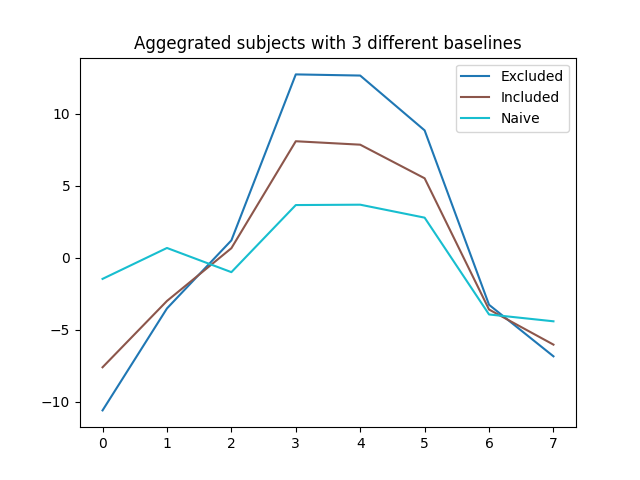 Aggegrated subjects with 3 different baselines
Excluded
Included
Naive
10
5
0
−5
−10
0 1 2 3 4 5 6 7